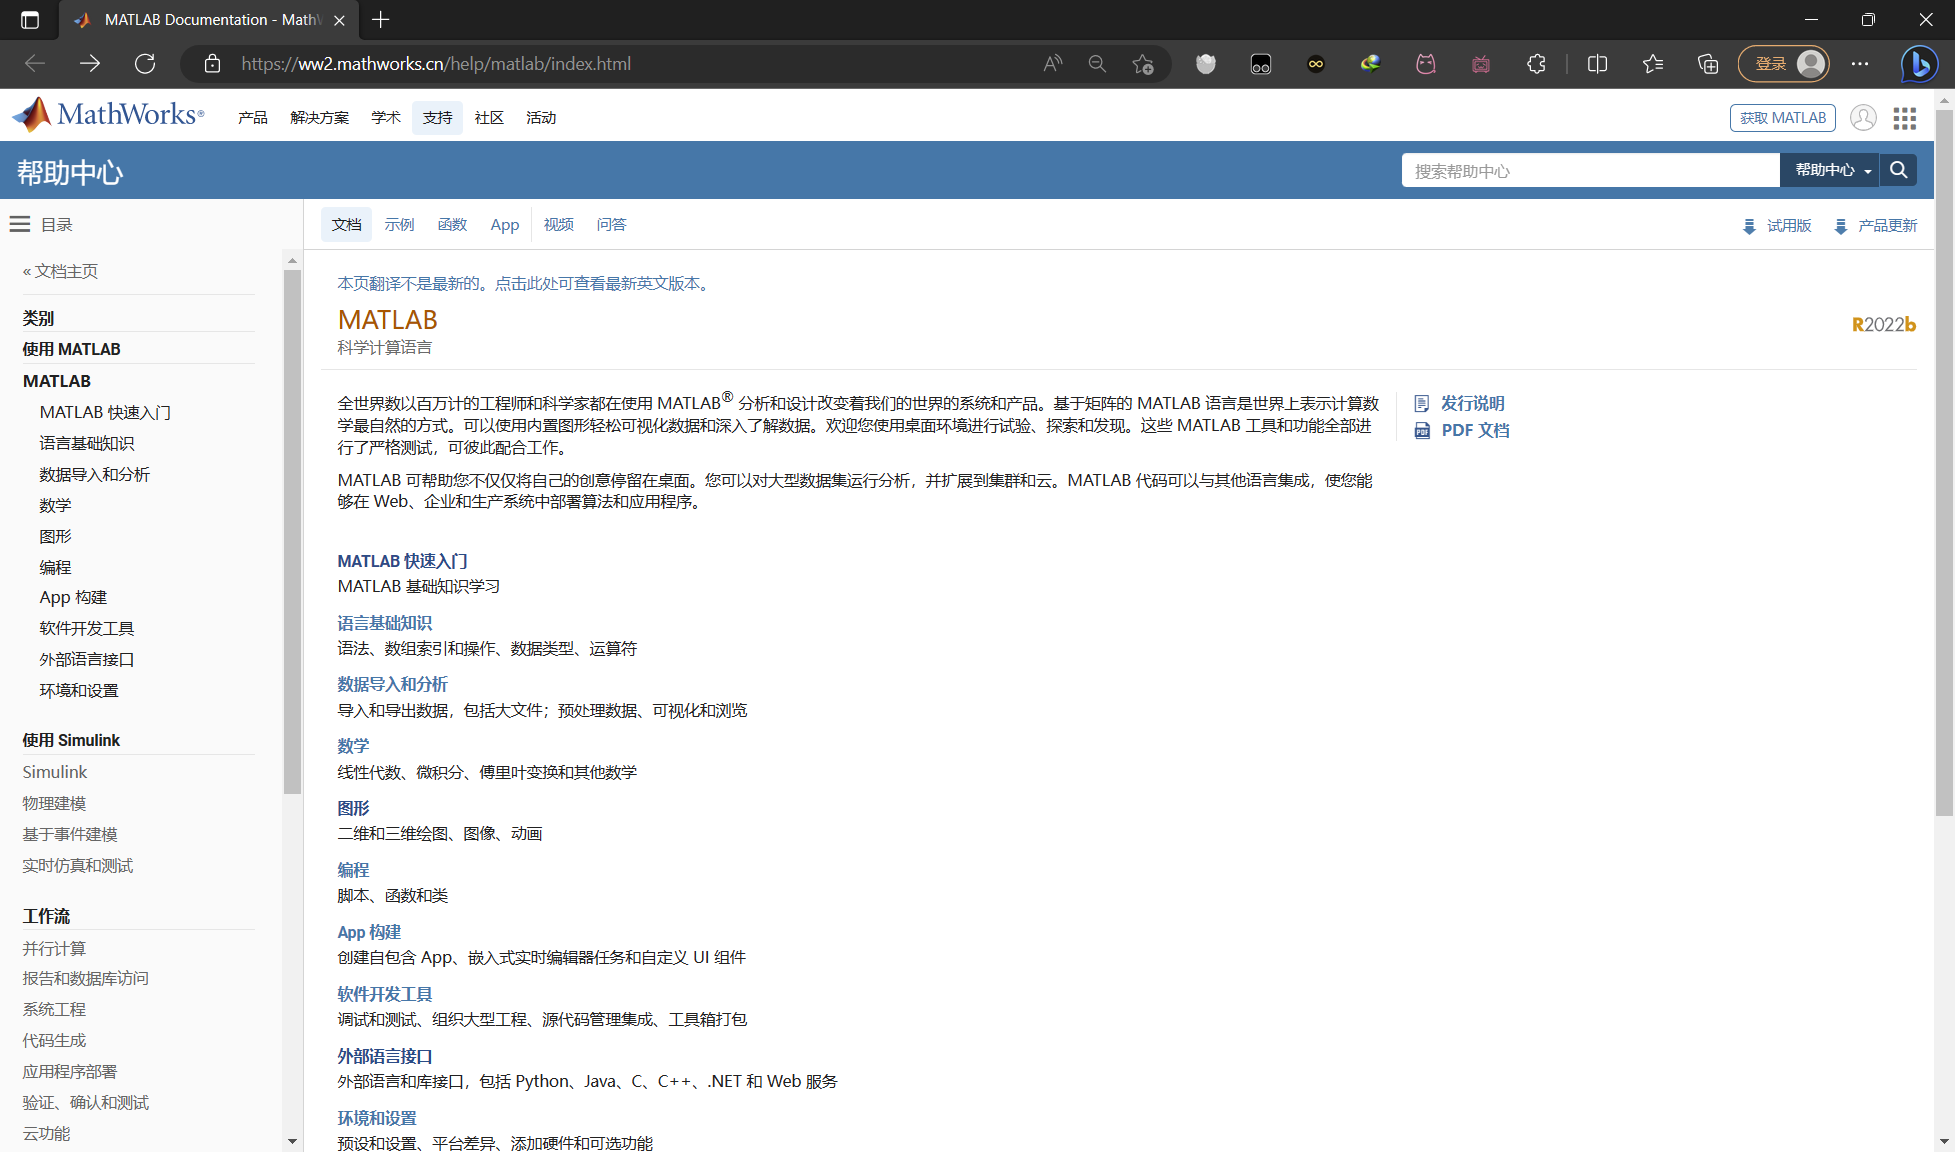 MATLAB Documentation - Math
https://ww2.mathworks.cn/help/matlab/index.html
登录
MathWorks®
产品 解决方案 学术 支持 社区 活动
获取 MATLAB
帮助中心
搜索帮助中心
帮助中心
目录
文档 示例 函数 App 视频 问答
试用版 产品更新
« 文档主页
类别
使用 MATLAB
MATLAB
MATLAB 快速入门
语言基础知识
数据导入和分析
数学
图形
编程
App 构建
软件开发工具
外部语言接口
环境和设置
使用 Simulink
Simulink
物理建模
基于事件建模
实时仿真和测试
工作流
并行计算
报告和数据库访问
系统工程
代码生成
应用程序部署
验证、确认和测试
云功能
本页翻译不是最新的。点击此处可查看最新英文版本。
MATLAB
R2022b
科学计算语言
全世界数以百万计的工程师和科学家都在使用 MATLAB® 分析和设计改变着我们的世界的系统和产品。基于矩阵的 MATLAB 语言是世界上表示计算数
学最自然的方式。可以使用内置图形轻松可视化数据和深入了解数据。欢迎您使用桌面环境进行试验、探索和发现。这些 MATLAB 工具和功能全部进
行了严格测试，可彼此配合工作。
发行说明
PDF 文档
MATLAB 可帮助您不仅仅将自己的创意停留在桌面。您可以对大型数据集运行分析，并扩展到集群和云。MATLAB 代码可以与其他语言集成，使您能
够在 Web、企业和生产系统中部署算法和应用程序。
MATLAB 快速入门
MATLAB 基础知识学习
语言基础知识
语法、数组索引和操作、数据类型、运算符
数据导入和分析
导入和导出数据，包括大文件；预处理数据、可视化和浏览
数学
线性代数、微积分、傅里叶变换和其他数学
图形
二维和三维绘图、图像、动画
编程
脚本、函数和类
App 构建
创建自包含 App、嵌入式实时编辑器任务和自定义 UI 组件
软件开发工具
调试和测试、组织大型工程、源代码管理集成、工具箱打包
外部语言接口
外部语言和库接口，包括 Python、Java、C、C++、.NET 和 Web 服务
环境和设置
预设和设置、平台差异、添加硬件和可选功能